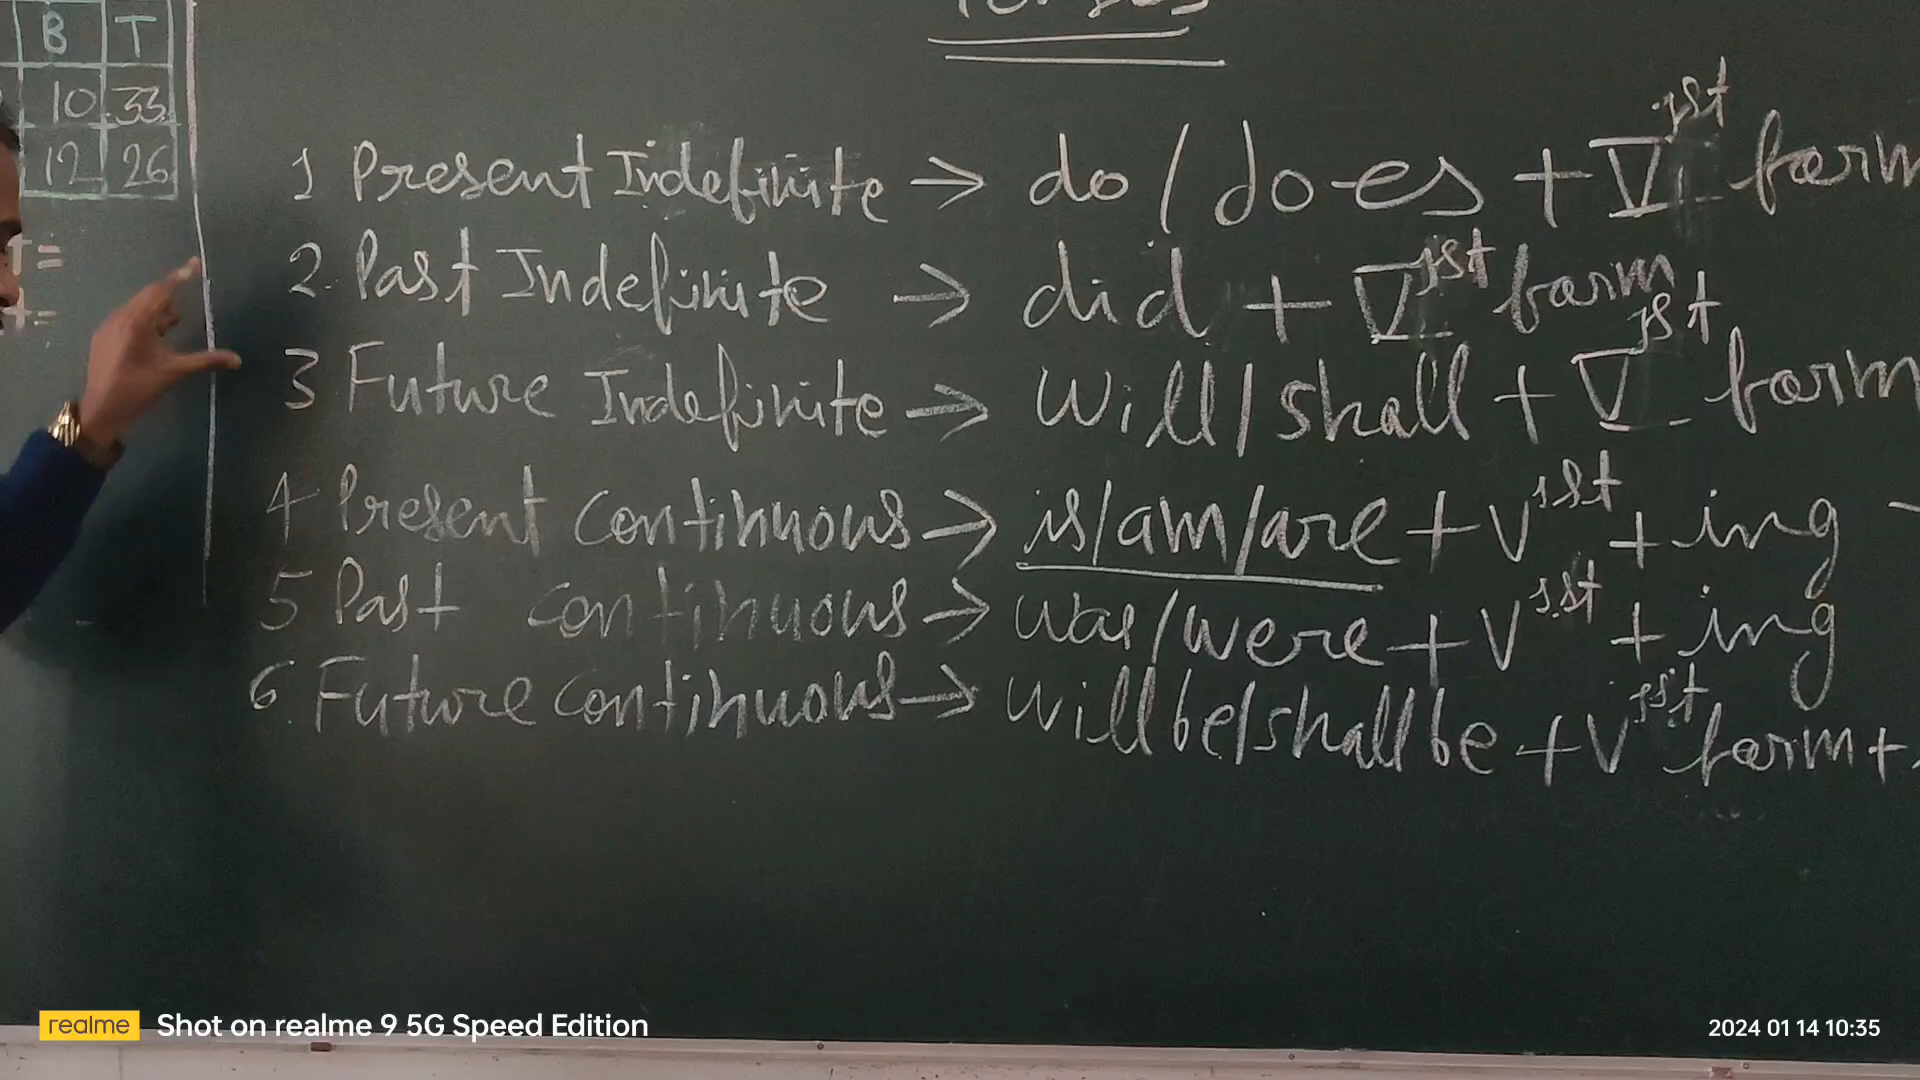 B T
10 33
12 26
T=
Tenses
1 Present Indefinite → do / does + V 1st form
2. Past Indefinite → did + V 1st form
3 Future Indefinite → Will / shall + V 1st form
4 Present continuous → is/am/are + V 1st + ing
5 Past continuous → was/were + V 1st + ing
6. Future continuous → will be/shall be + V 1st form +
realme Shot on realme 9 5G Speed Edition
2024 01 14 10:35